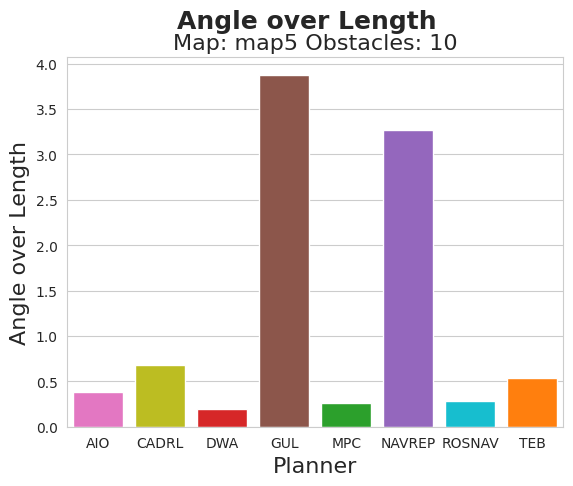 Angle over Length
Map: map5 Obstacles: 10
Angle over Length
4.0
3.5
3.0
2.5
2.0
1.5
1.0
0.5
0.0
AIO CADRL DWA GUL MPC NAVREP ROSNAV TEB
Planner